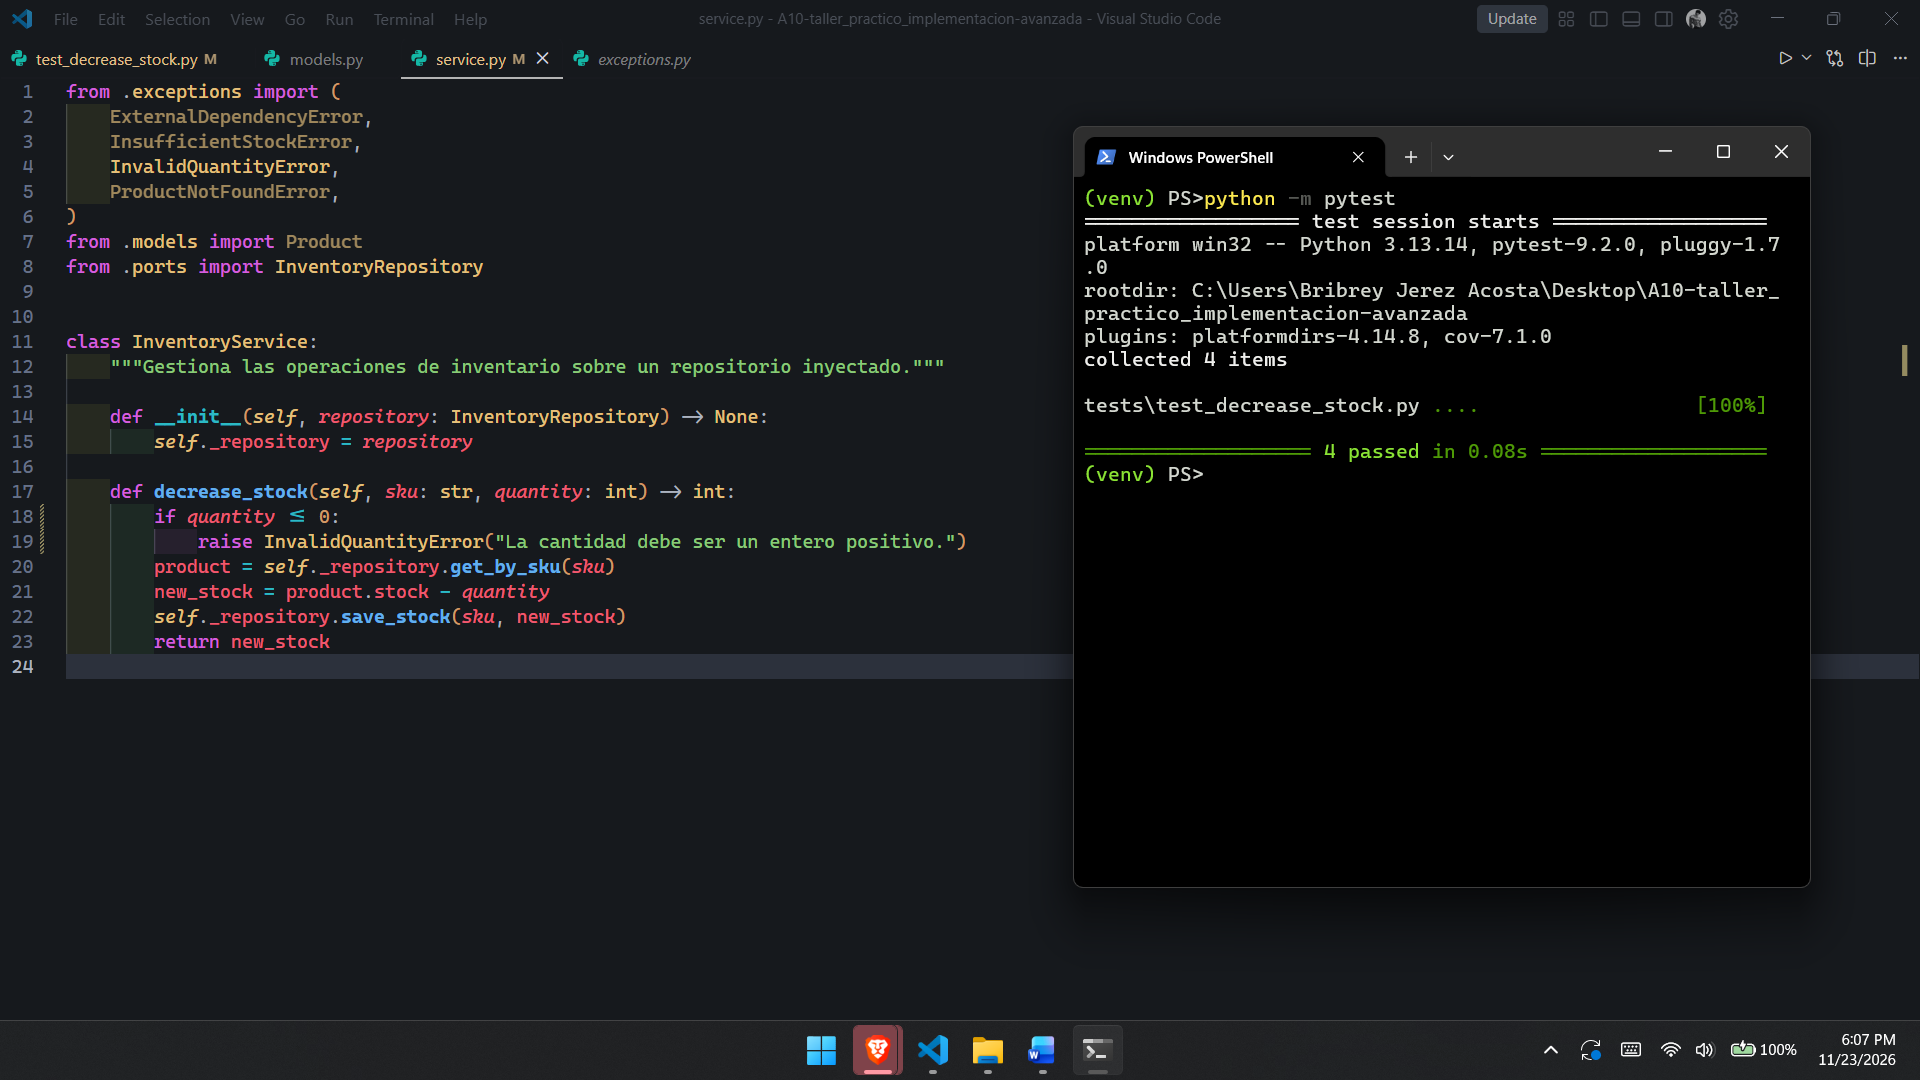 File Edit Selection View Go Run Terminal Help
service.py - A10-taller_practico_implementacion-avanzada - Visual Studio Code
Update
test_decrease_stock.py M
models.py
service.py M
exceptions.py
1 from .exceptions import (
2 ExternalDependencyError,
3 InsufficientStockError,
4 InvalidQuantityError,
5 ProductNotFoundError,
6 )
7 from .models import Product
8 from .ports import InventoryRepository
9
10
11 class InventoryService:
12 """Gestiona las operaciones de inventario sobre un repositorio inyectado."""
13
14 def __init__(self, repository: InventoryRepository) -> None:
15 self._repository = repository
16
17 def decrease_stock(self, sku: str, quantity: int) -> int:
18 if quantity ≤ 0:
19 raise InvalidQuantityError("La cantidad debe ser un entero positivo.")
20 product = self._repository.get_by_sku(sku)
21 new_stock = product.stock - quantity
22 self._repository.save_stock(sku, new_stock)
23 return new_stock
24
Windows PowerShell
(venv) PS>python -m pytest
================== test session starts ==================
platform win32 -- Python 3.13.14, pytest-9.2.0, pluggy-1.7
.0
rootdir: C:\Users\Bribrey Jerez Acosta\Desktop\A10-taller_
practico_implementacion-avanzada
plugins: platformdirs-4.14.8, cov-7.1.0
collected 4 items
tests\test_decrease_stock.py .... [100%]
=================== 4 passed in 0.08s ===================
(venv) PS>
100%
6:07 PM
11/23/2026